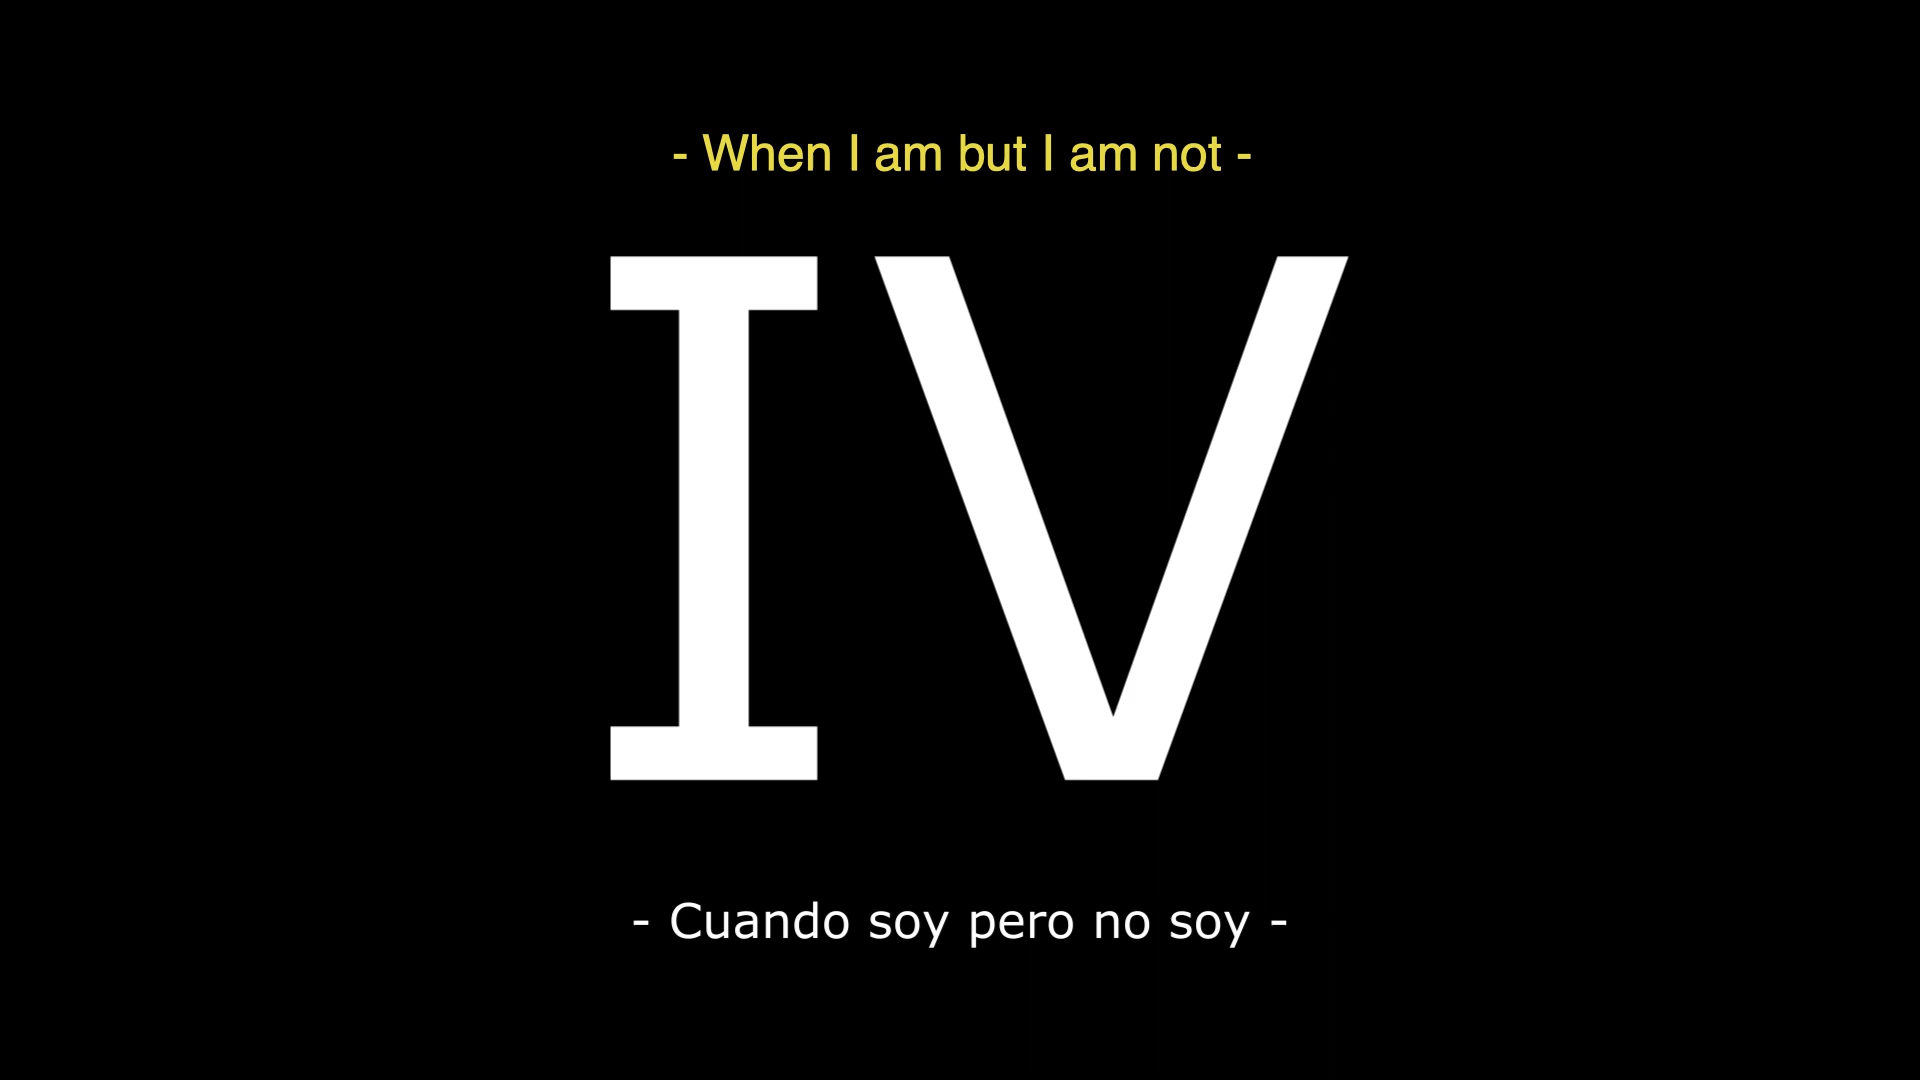 - When I am but I am not -
IV
- Cuando soy pero no soy -